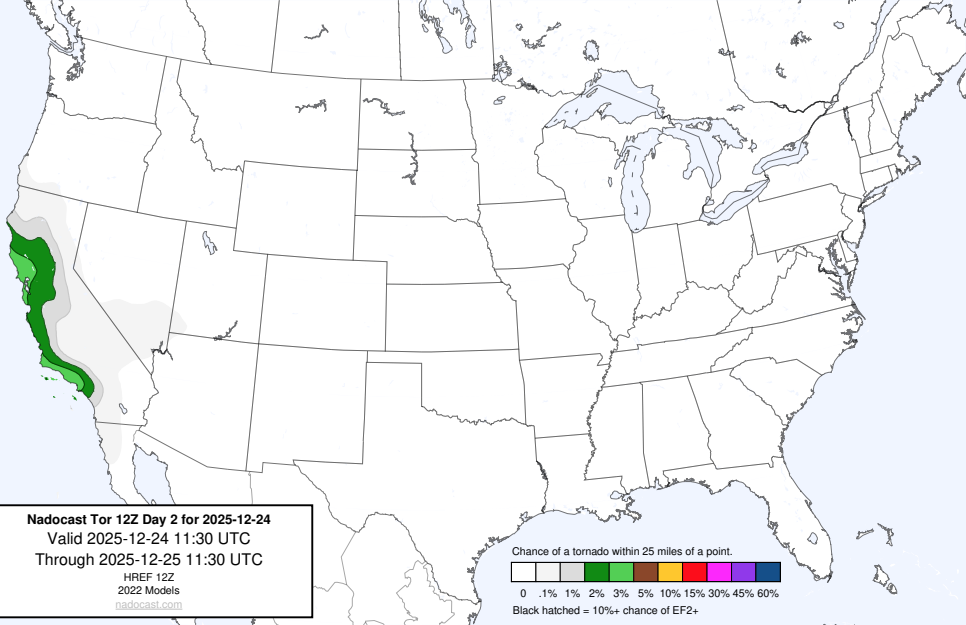 Nadocast Tor 12Z Day 2 for 2025-12-24
Valid 2025-12-24 11:30 UTC
Through 2025-12-25 11:30 UTC
HREF 12Z
2022 Models
nadocast.com
Chance of a tornado within 25 miles of a point.
0 .1% 1% 2% 3% 5% 10% 15% 30% 45% 60%
Black hatched = 10%+ chance of EF2+